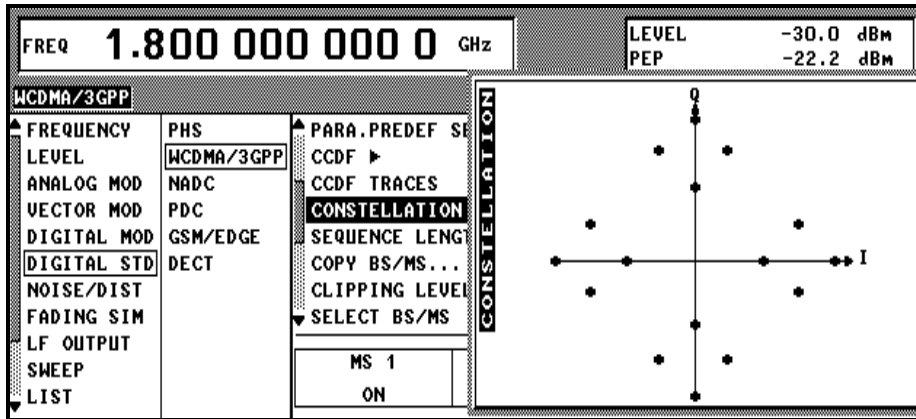 FREQ 1.800 000 000 0 GHz
LEVEL -30.0 dBm
PEP -22.2 dBm
WCDMA/3GPP
FREQUENCY
LEVEL
ANALOG MOD
VECTOR MOD
DIGITAL MOD
DIGITAL STD
NOISE/DIST
FADING SIM
LF OUTPUT
SWEEP
LIST
PHS
WCDMA/3GPP
NADC
PDC
GSM/EDGE
DECT
PARA.PREDEF SE
CCDF
CCDF TRACES
CONSTELLATION
SEQUENCE LENGT
COPY BS/MS...
CLIPPING LEVEL
SELECT BS/MS
MS 1
ON
CONSTELLATION
Q
I